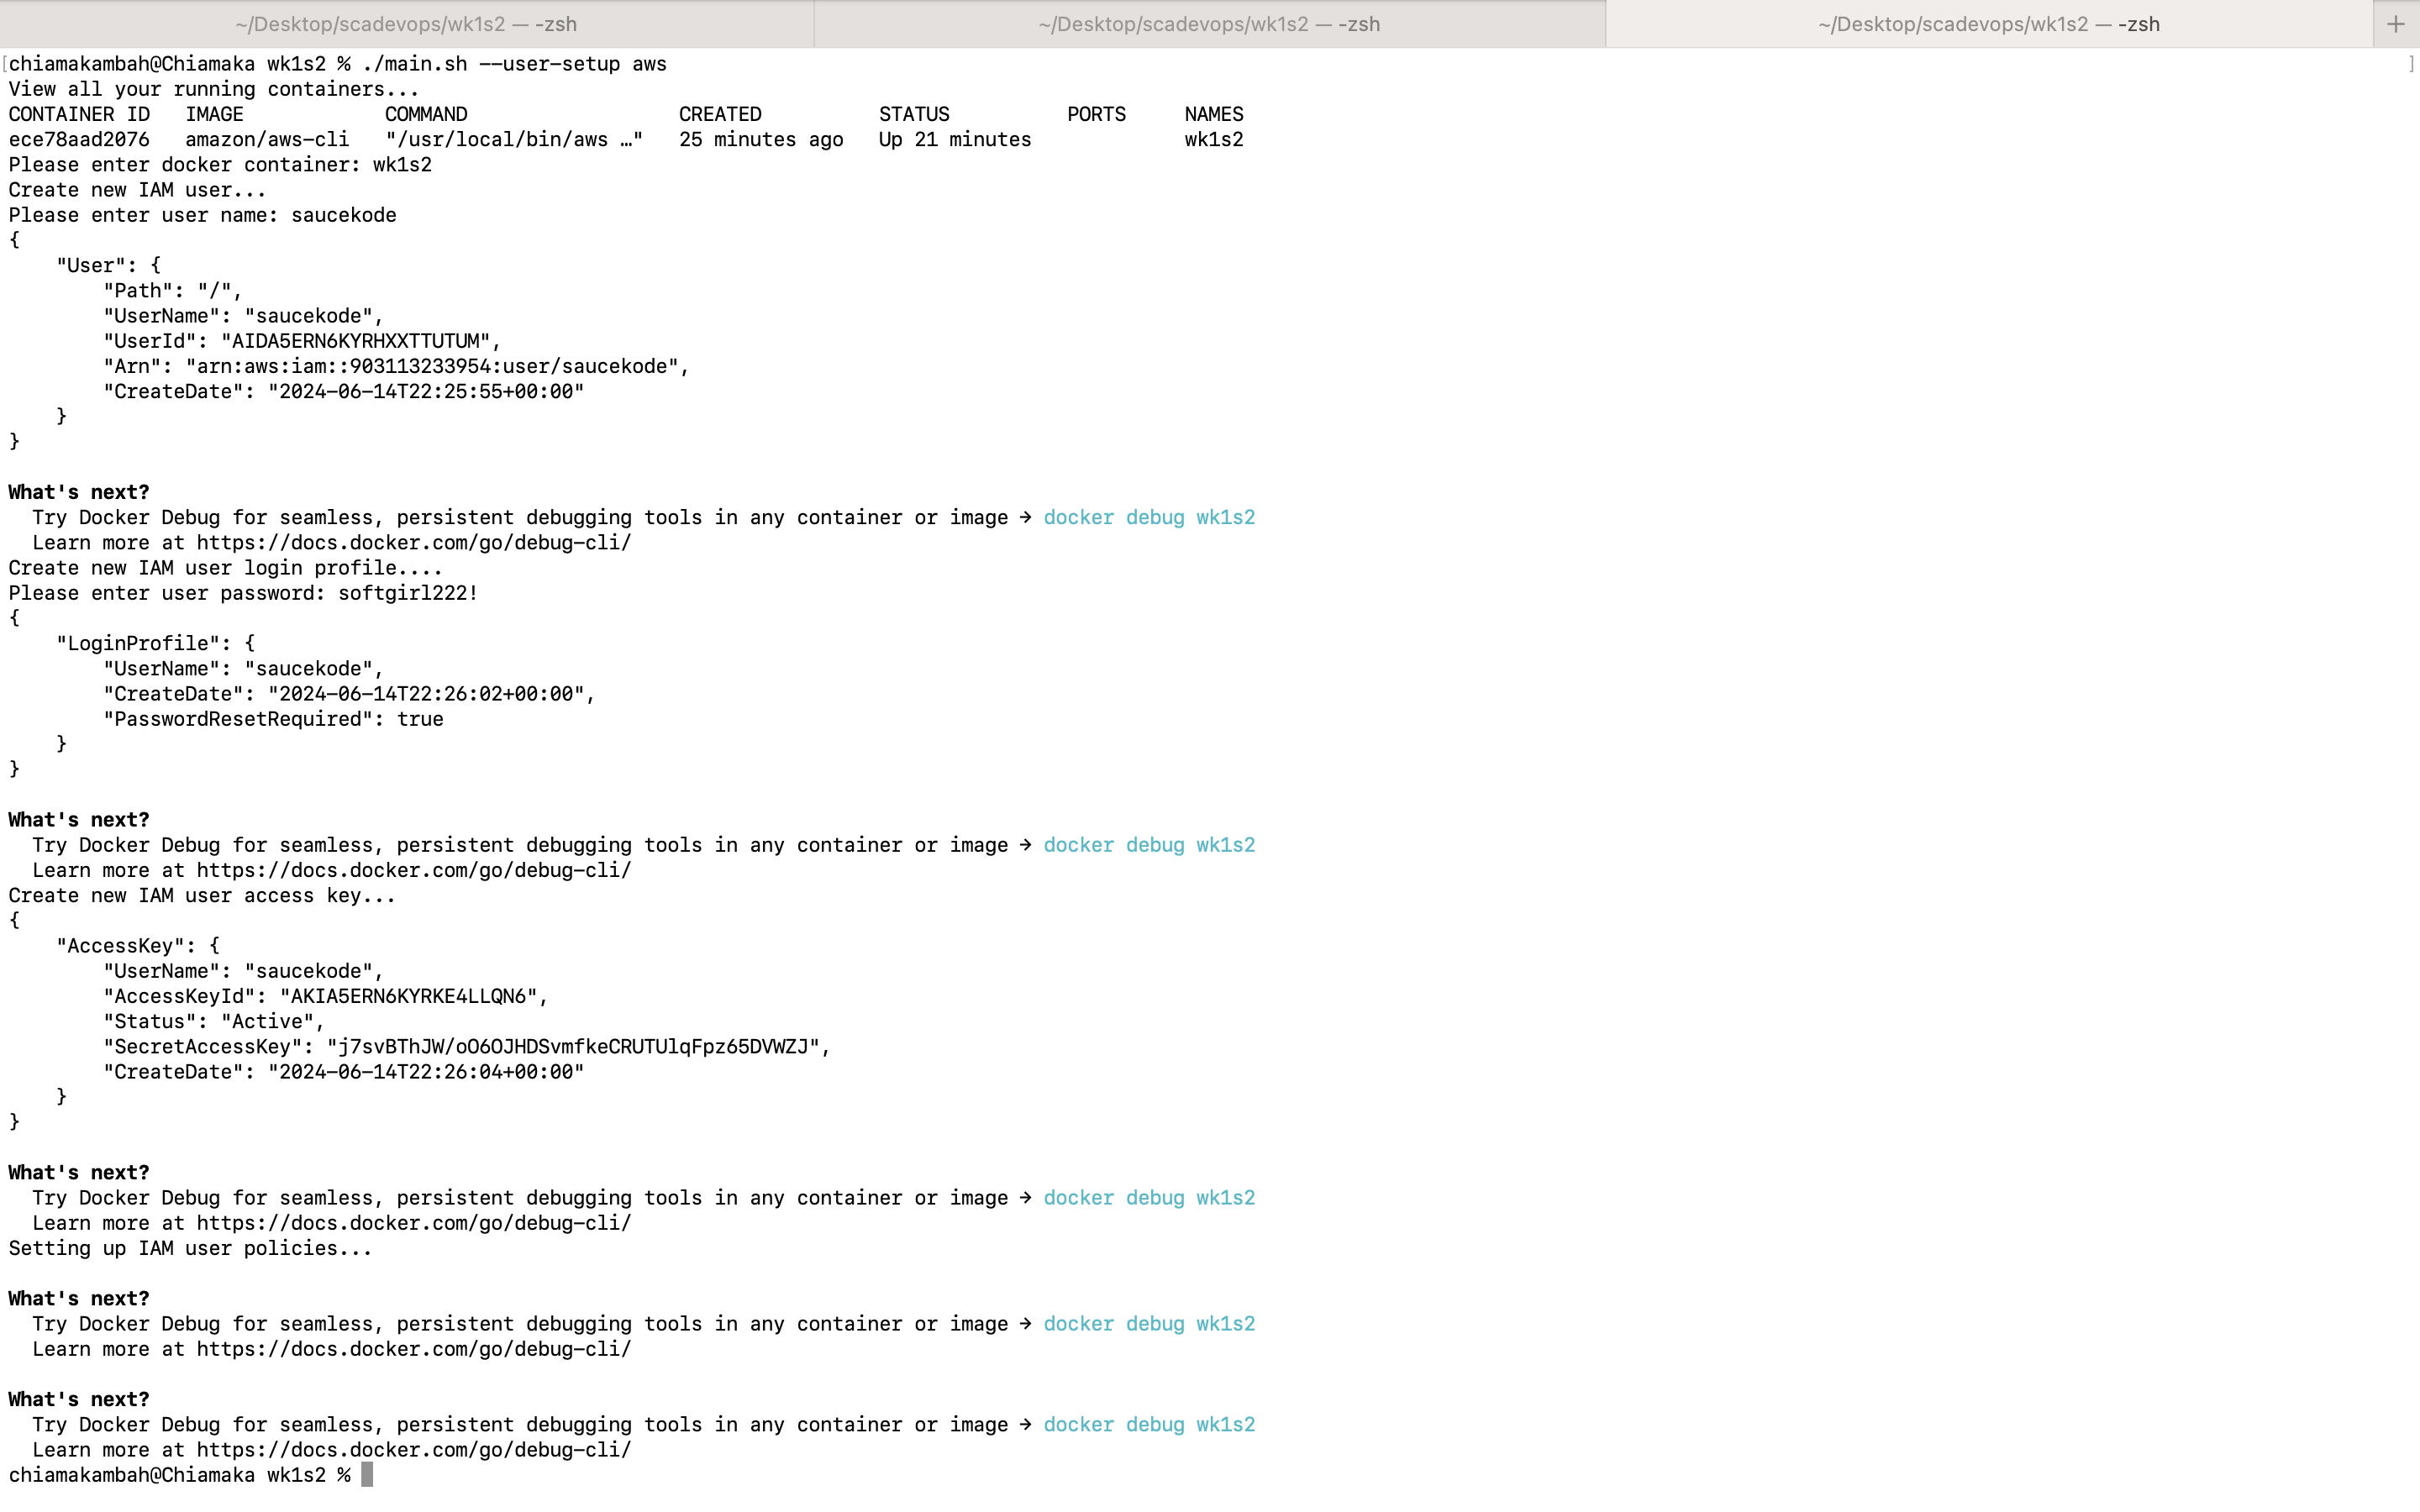 ~/Desktop/scadevops/wk1s2 — -zsh
~/Desktop/scadevops/wk1s2 — -zsh
~/Desktop/scadevops/wk1s2 — -zsh
+
[chiamakambah@Chiamaka wk1s2 % ./main.sh --user-setup aws ]
View all your running containers...
CONTAINER ID   IMAGE            COMMAND                  CREATED          STATUS          PORTS     NAMES
ece78aad2076   amazon/aws-cli   "/usr/local/bin/aws …"   25 minutes ago   Up 21 minutes             wk1s2
Please enter docker container: wk1s2
Create new IAM user...
Please enter user name: saucekode
{
    "User": {
        "Path": "/",
        "UserName": "saucekode",
        "UserId": "AIDA5ERN6KYRHXXTTUTUM",
        "Arn": "arn:aws:iam::903113233954:user/saucekode",
        "CreateDate": "2024-06-14T22:25:55+00:00"
    }
}
What's next?
  Try Docker Debug for seamless, persistent debugging tools in any container or image → docker debug wk1s2
  Learn more at https://docs.docker.com/go/debug-cli/
Create new IAM user login profile....
Please enter user password: softgirl222!
{
    "LoginProfile": {
        "UserName": "saucekode",
        "CreateDate": "2024-06-14T22:26:02+00:00",
        "PasswordResetRequired": true
    }
}
What's next?
  Try Docker Debug for seamless, persistent debugging tools in any container or image → docker debug wk1s2
  Learn more at https://docs.docker.com/go/debug-cli/
Create new IAM user access key...
{
    "AccessKey": {
        "UserName": "saucekode",
        "AccessKeyId": "AKIA5ERN6KYRKE4LLQN6",
        "Status": "Active",
        "SecretAccessKey": "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",
        "CreateDate": "2024-06-14T22:26:04+00:00"
    }
}
What's next?
  Try Docker Debug for seamless, persistent debugging tools in any container or image → docker debug wk1s2
  Learn more at https://docs.docker.com/go/debug-cli/
Setting up IAM user policies...
What's next?
  Try Docker Debug for seamless, persistent debugging tools in any container or image → docker debug wk1s2
  Learn more at https://docs.docker.com/go/debug-cli/
What's next?
  Try Docker Debug for seamless, persistent debugging tools in any container or image → docker debug wk1s2
  Learn more at https://docs.docker.com/go/debug-cli/
chiamakambah@Chiamaka wk1s2 %